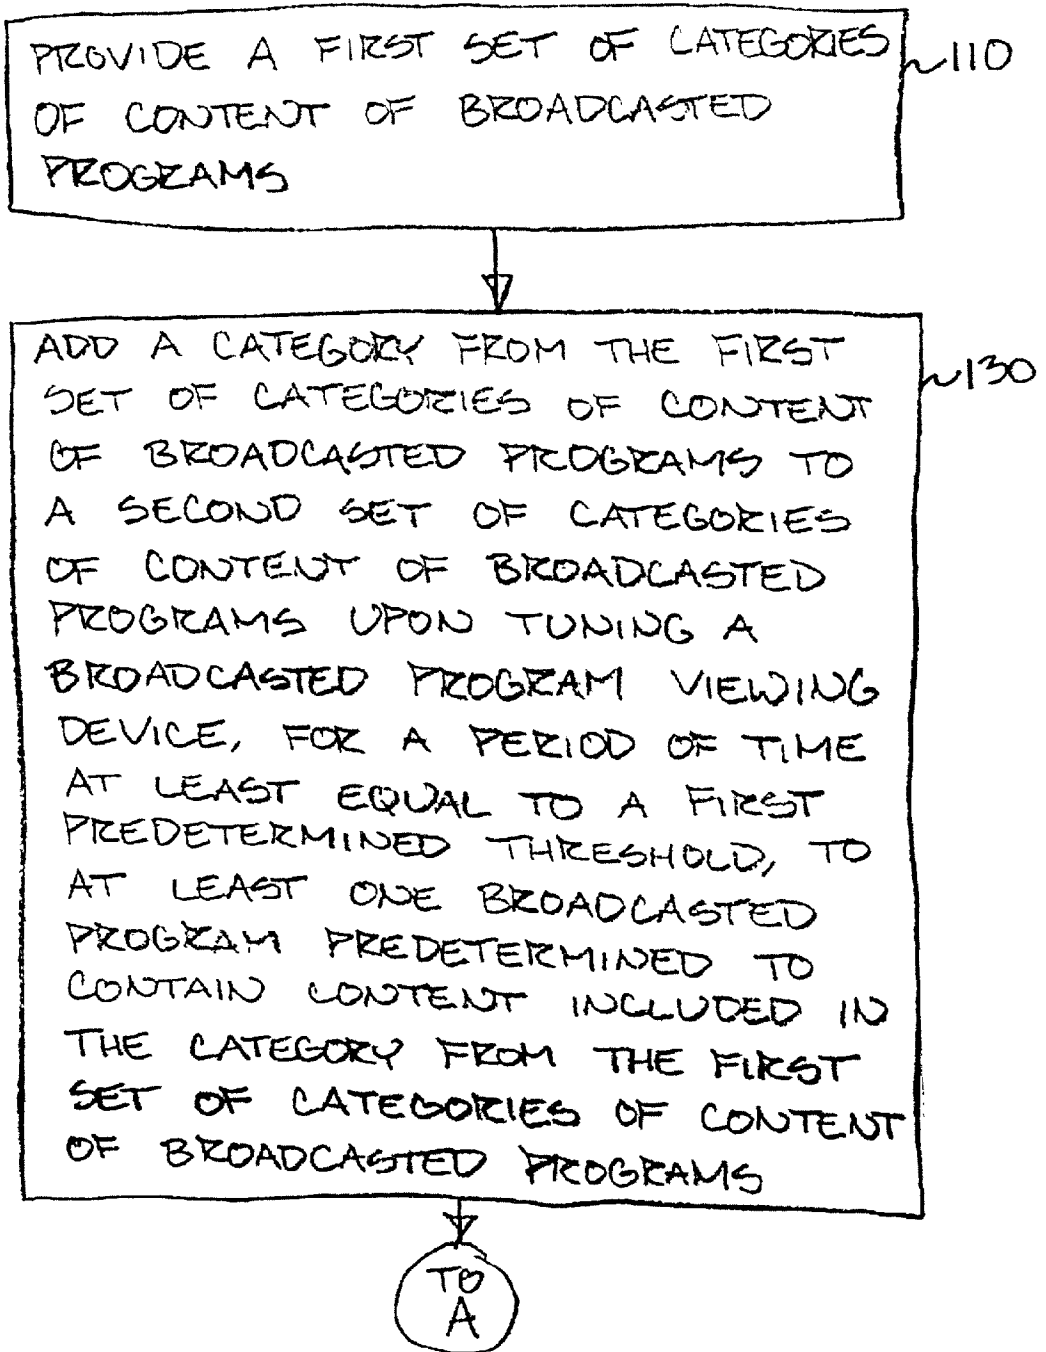 PROVIDE A FIRST SET OF CATEGORIES
OF CONTENT OF BROADCASTED
PROGRAMS
110
ADD A CATEGORY FROM THE FIRST
SET OF CATEGORIES OF CONTENT
OF BROADCASTED PROGRAMS TO
A SECOND SET OF CATEGORIES
OF CONTENT OF BROADCASTED
PROGRAMS UPON TUNING A
BROADCASTED PROGRAM VIEWING
DEVICE, FOR A PERIOD OF TIME
AT LEAST EQUAL TO A FIRST
PREDETERMINED THRESHOLD, TO
AT LEAST ONE BROADCASTED
PROGRAM PREDETERMINED TO
CONTAIN CONTENT INCLUDED IN
THE CATEGORY FROM THE FIRST
SET OF CATEGORIES OF CONTENT
OF BROADCASTED PROGRAMS
130
TO
A